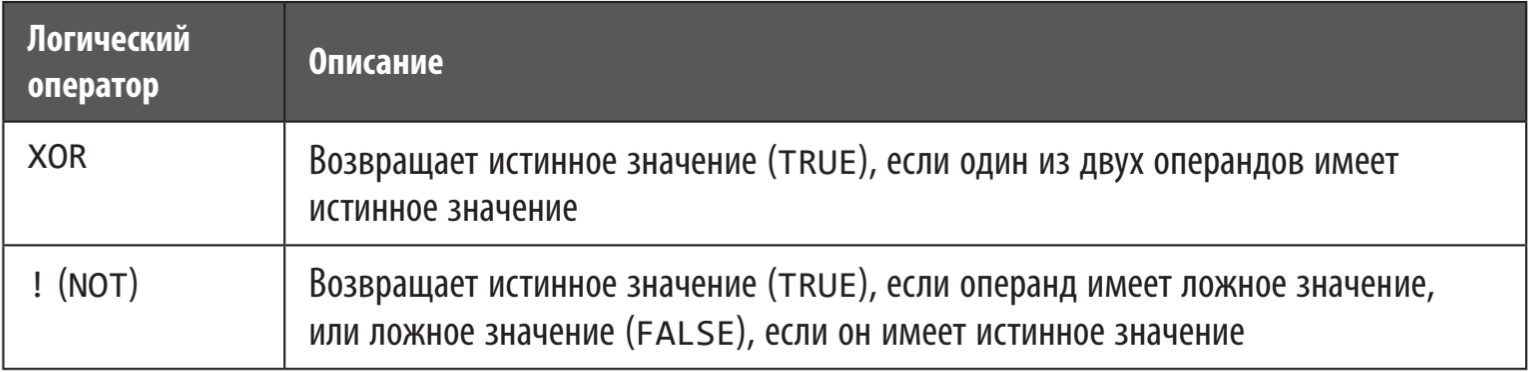 Логический
оператор
Описание
XOR
Возвращает истинное значение (TRUE), если один из двух операндов имеет
истинное значение
! (NOT)
Возвращает истинное значение (TRUE), если операнд имеет ложное значение,
или ложное значение (FALSE), если он имеет истинное значение